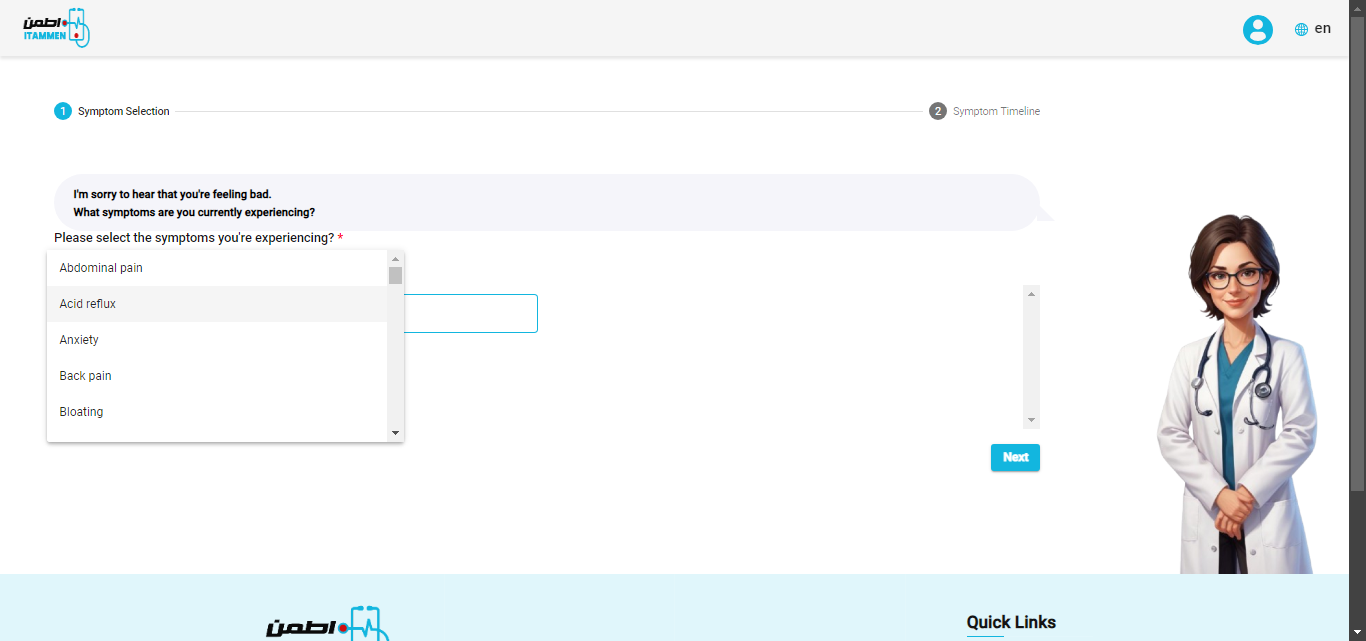 اطمن
ITAMMEN
en
1 Symptom Selection
2 Symptom Timeline
I'm sorry to hear that you're feeling bad.
What symptoms are you currently experiencing?
Please select the symptoms you're experiencing? *
Abdominal pain
Acid reflux
Anxiety
Back pain
Bloating
Next
اطمن
Quick Links